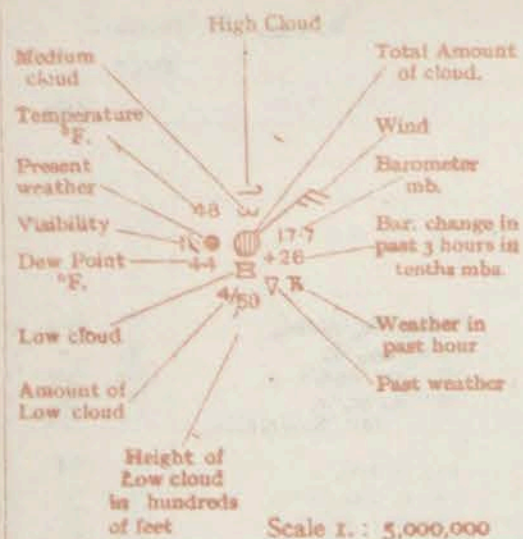 High Cloud
Medium
cloud
Total Amount
of cloud.
Temperature
°F.
Wind
Present
weather
Barometer
mb.
48
Visibility
17.7
Bar. change in
past 3 hours in
tenths mbs.
+26
Dew Point
°F.
44
4/50
Low cloud
Weather in
past hour
Amount of
Low cloud
Past weather
Height of
Low cloud
in hundreds
of feet
Scale 1. : 5,000,000